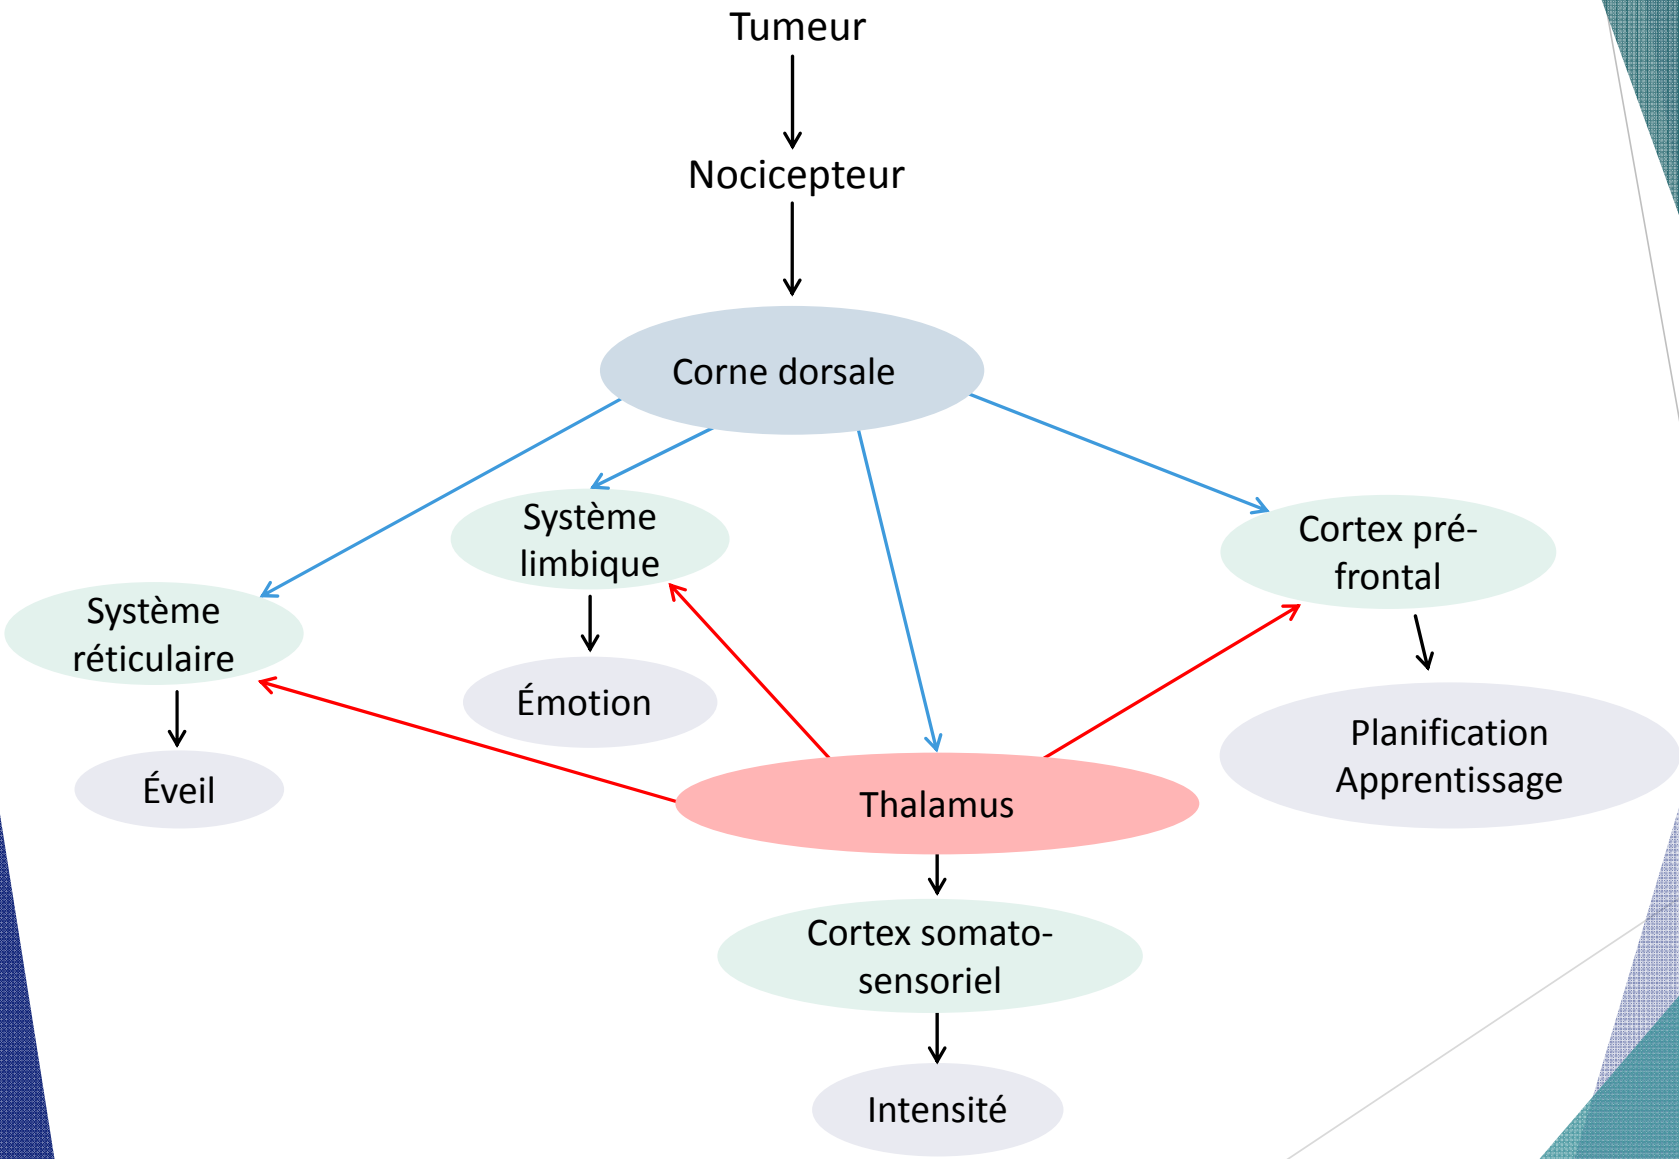 Tumeur
Nocicepteur
Corne dorsale
Système
limbique
Cortex pré-
frontal
Système
réticulaire
Émotion
Planification
Apprentissage
Éveil
Thalamus
Cortex somato-
sensoriel
Intensité